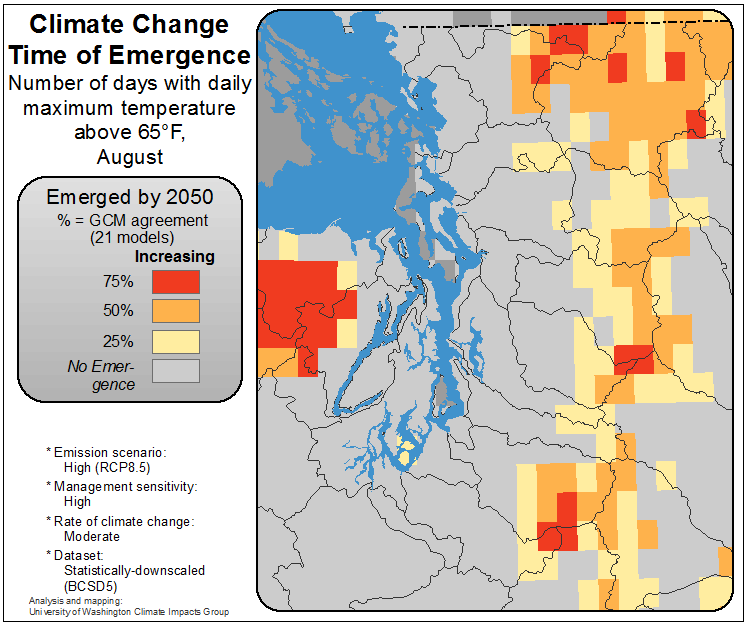 Climate Change
Time of Emergence
Number of days with daily
maximum temperature
above 65°F,
August
Emerged by 2050
% = GCM agreement
(21 models)
Increasing
75%
50%
25%
No Emer-
gence
* Emission scenario:
High (RCP8.5)
* Management sensitivity:
High
* Rate of climate change:
Moderate
* Dataset:
Statistically-downscaled
(BCSD5)
Analysis and mapping:
University of Washington Climate Impacts Group